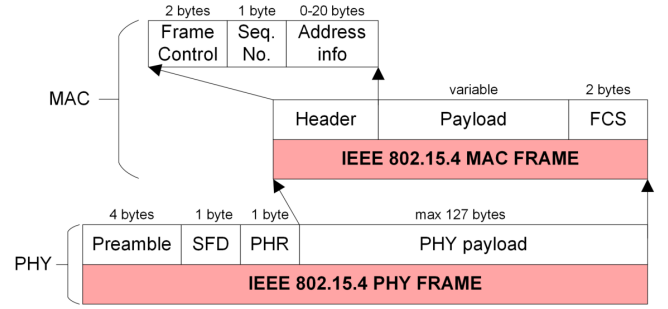 2 bytes 1 byte 0-20 bytes
Frame Seq. Address
Control No. info
MAC
variable 2 bytes
Header Payload FCS
IEEE 802.15.4 MAC FRAME
4 bytes 1 byte 1 byte max 127 bytes
Preamble SFD PHR PHY payload
PHY
IEEE 802.15.4 PHY FRAME